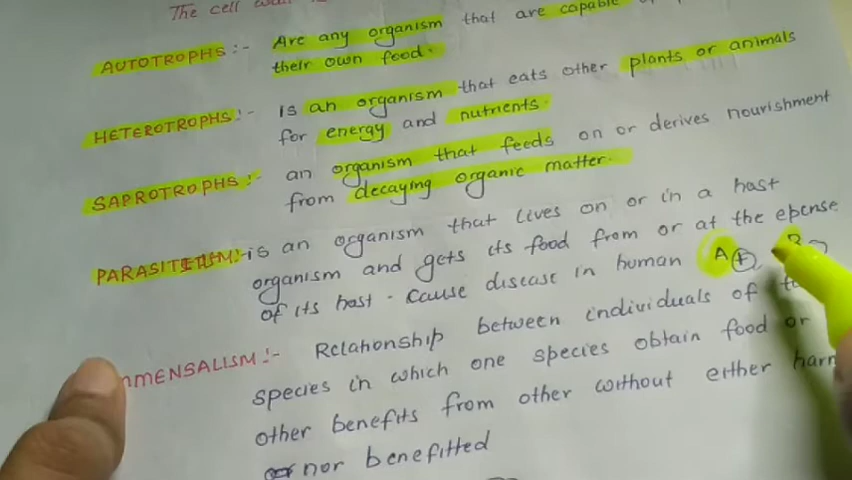 The cell
AUTOTROPHS:- Are any organism that are capable
their own food.
HETEROTROPHS:- is an organism that eats other plants or animals
for energy and nutrients.
SAPROTROPHS:- an organism that feeds on or derives nourishment
from decaying organic matter.
PARASITISM:- is an organism that lives on or in a host
organism and gets its food from or at the epense
of its host - cause disease in human A+ B
MMENSALISM:- Relationship between individuals of
species in which one species obtain food or
other benefits from other without either harm
nor benefitted